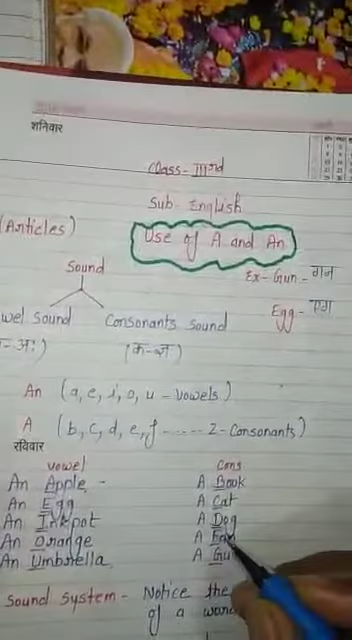 शनिवार
Class-IIIrd
Sub-English
(Articles)
Use of A and An
Sound
Ex-Gun-गन
wel Sound Consonants sound
Egg-एग
-अः) (क-ज्ञ)
An (a, e, i, o, u-vowels)
A (b, c, d, e, f ----- z-Consonants)
रविवार
vowel Cons
An Apple - A Book
An Egg A Cat
An Inkpot A Dog
An Orange A
An Umbrella A Gu
Sound system- Notice the
of a word